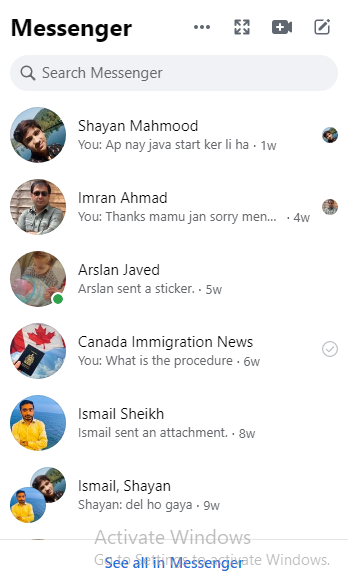 Messenger
Search Messenger
Shayan Mahmood
You: Ap nay java start ker li ha · 1w
Imran Ahmad
You: Thanks mamu jan sorry men... · 4w
Arslan Javed
Arslan sent a sticker. · 5w
Canada Immigration News
You: What is the procedure · 6w
Ismail Sheikh
Ismail sent an attachment. · 8w
Ismail, Shayan
Shayan: del ho gaya · 9w
Activate Windows
Go to Settings to activate Windows.
See all in Messenger